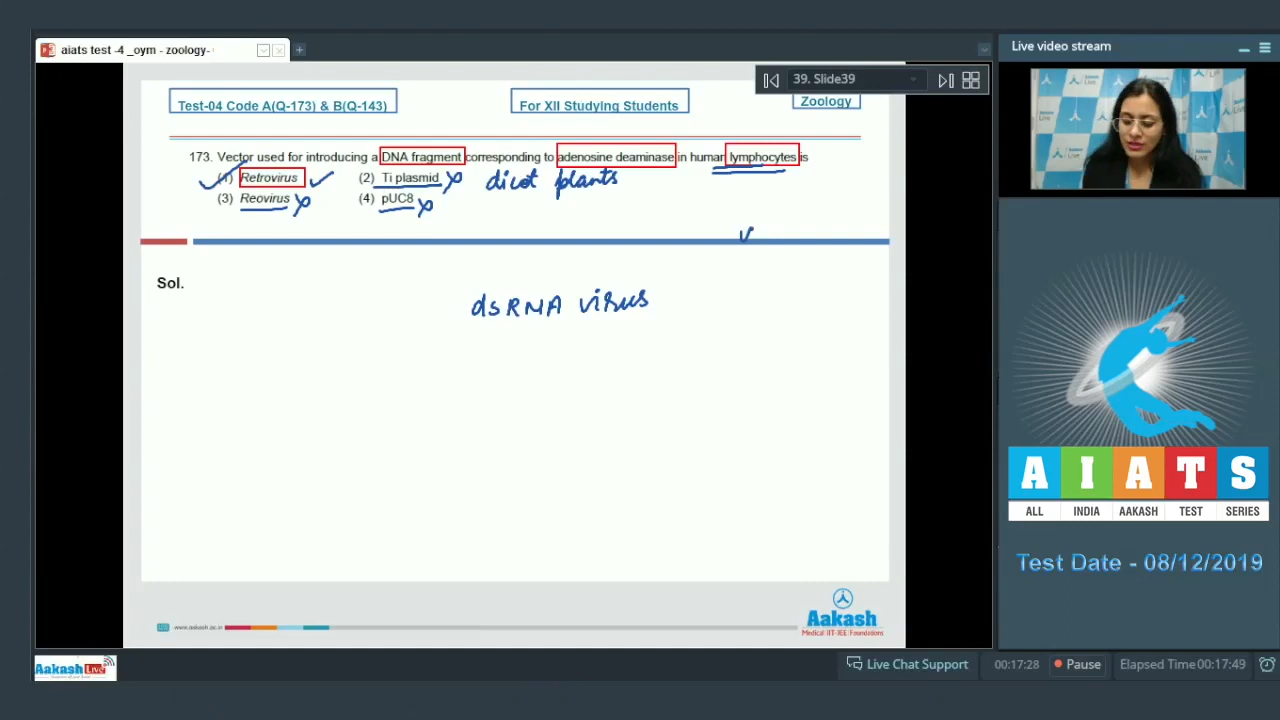 aiats test -4 _oym - zoology-
Live video stream
39. Slide39
Test-04 Code A(Q-173) & B(Q-143)
For XII Studying Students
Zoology
173. Vector used for introducing a DNA fragment corresponding to adenosine deaminase in human lymphocytes is
(1) Retrovirus (2) Ti plasmid dicot plants
(3) Reovirus (4) pUC8
Sol.
dsRNA virus
A I A T S
ALL INDIA AAKASH TEST SERIES
Test Date - 08/12/2019
www.aakash.ac.in
Aakash
Medical IIT-JEE Foundations
Aakash Live
Live Chat Support
00:17:28
Pause
Elapsed Time 00:17:49